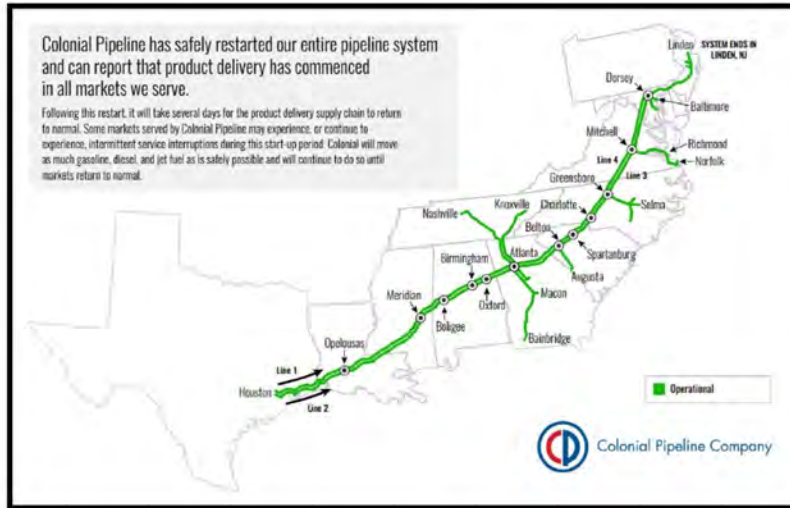 Colonial Pipeline has safely restarted our entire pipeline system
and can report that product delivery has commenced
in all markets we serve.
Following this restart, it will take several days for the product delivery supply chain to return
to normal. Some markets served by Colonial Pipeline may experience, or continue to
experience, intermittent service interruptions during this start-up period. Colonial will move
as much gasoline, diesel, and jet fuel as is safely possible and will continue to do so until
markets return to normal.
Linden
SYSTEM ENDS IN
LINDEN, NJ
Dorsey
Baltimore
Mitchell
Richmond
Norfolk
Line 4
Line 3
Greensboro
Selma
Knoxville
Nashville
Charlotte
Belton
Spartanburg
Atlanta
Augusta
Birmingham
Oxford
Macon
Meridian
Boligee
Bainbridge
Opelousas
Line 1
Houston
Line 2
Operational
Colonial Pipeline Company